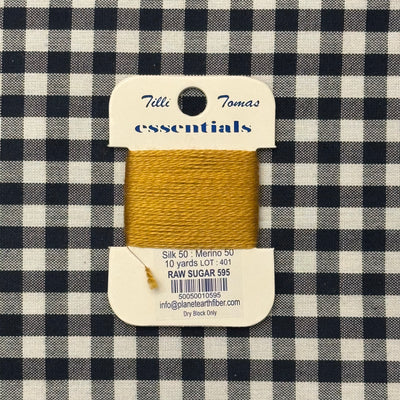 Tilli Tomas
essentials
Silk 50 : Merino 50
10 yards LOT : 401
RAW SUGAR 595
50050010595
info@planetearthfiber.com
Dry Block Only